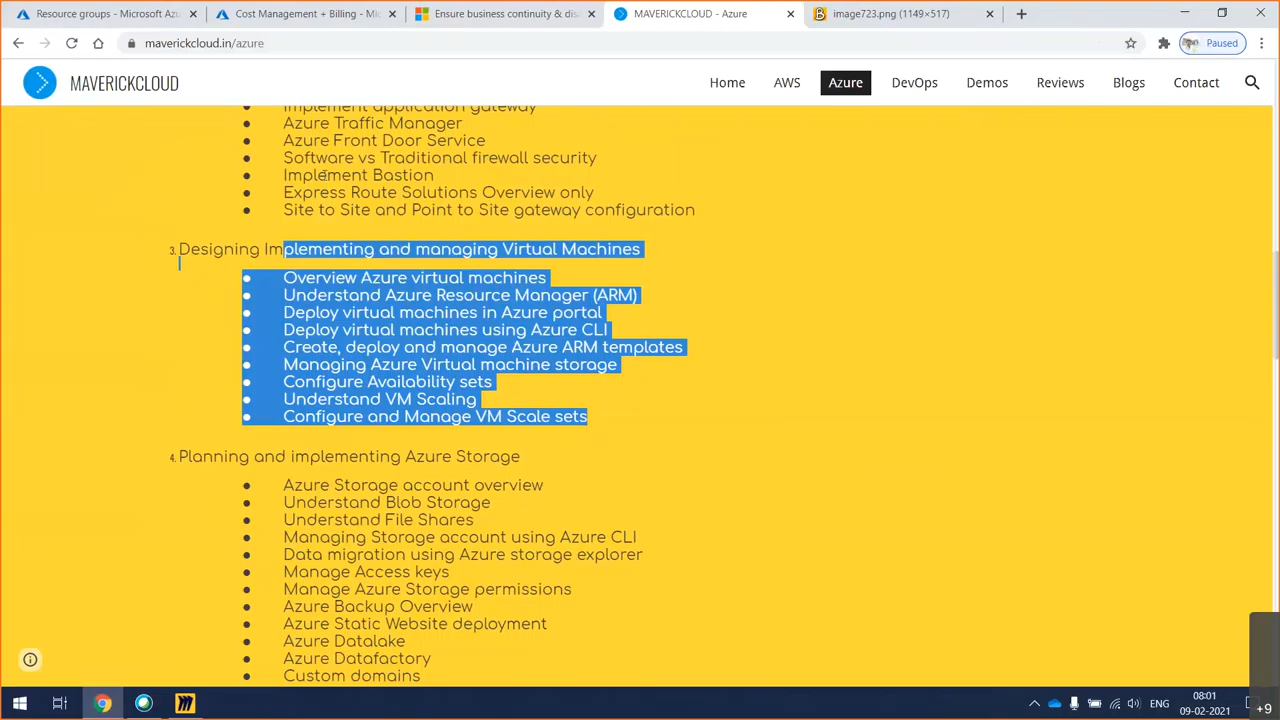 Resource groups - Microsoft Azu
Cost Management + Billing - Mic
Ensure business continuity & dis
MAVERICKCLOUD - Azure
image723.png (1149×517)
maverickcloud.in/azure
Paused
MAVERICKCLOUD
Home
AWS
Azure
DevOps
Demos
Reviews
Blogs
Contact
Implement application gateway
Azure Traffic Manager
Azure Front Door Service
Software vs Traditional firewall security
Implement Bastion
Express Route Solutions Overview only
Site to Site and Point to Site gateway configuration
3. Designing Implementing and managing Virtual Machines
Overview Azure virtual machines
Understand Azure Resource Manager (ARM)
Deploy virtual machines in Azure portal
Deploy virtual machines using Azure CLI
Create, deploy and manage Azure ARM templates
Managing Azure Virtual machine storage
Configure Availability sets
Understand VM Scaling
Configure and Manage VM Scale sets
4. Planning and implementing Azure Storage
Azure Storage account overview
Understand Blob Storage
Understand File Shares
Managing Storage account using Azure CLI
Data migration using Azure storage explorer
Manage Access keys
Manage Azure Storage permissions
Azure Backup Overview
Azure Static Website deployment
Azure Datalake
Azure Datafactory
Custom domains
ENG
08:01
09-02-2021
+9